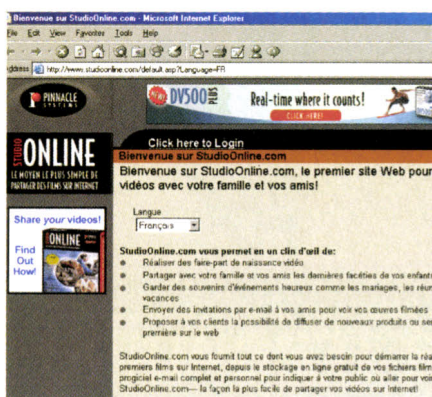 Bienvenue sur StudioOnline.com - Microsoft Internet Explorer
File Edit View Favorites Tools Help
Address http://www.studioonline.com/default.asp?Language=FR
PINNACLE SYSTEMS
NEW DV500 PLUS
Real-time where it counts!
CLICK HERE!
STUDIO ONLINE
LE MOYEN LE PLUS SIMPLE DE
PARTAGER DES FILMS SUR INTERNET
Click here to Login
Bienvenue sur StudioOnline.com
Bienvenue sur StudioOnline.com, le premier site Web pour
vidéos avec votre famille et vos amis!
Share your videos!
Find
Out
How!
ONLINE
Langue
Français
StudioOnline.com vous permet en un clin d'œil de:
Réaliser des faire-part de naissance vidéo
Partager avec votre famille et vos amis les dernières facéties de vos enfants
Garder des souvenirs d'événements heureux comme les mariages, les réun
vacances
Envoyer des invitations par e-mail à vos amis pour voir vos œuvres filmées
Proposer à vos clients la possibilité de diffuser de nouveaux produits ou se
première sur le web
StudioOnline.com vous fournit tout ce dont vous avez besoin pour démarrer la réa
premiers films sur Internet, depuis le stockage en ligne gratuit de vos fichiers film
progiciel e-mail complet et personnel pour indiquer à votre public où aller pour voir
StudioOnline.com— la façon la plus facile de partager vos vidéos sur Internet!